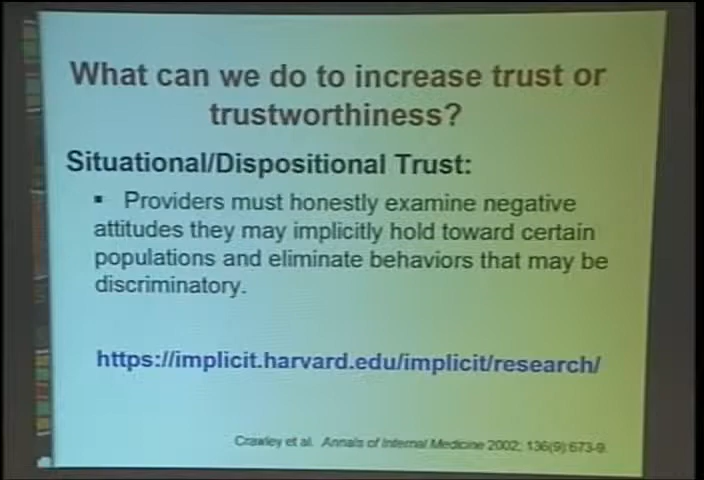 What can we do to increase trust or
trustworthiness?
Situational/Dispositional Trust:
▪ Providers must honestly examine negative
attitudes they may implicitly hold toward certain
populations and eliminate behaviors that may be
discriminatory.
https://implicit.harvard.edu/implicit/research/
Crawley et al. Annals of Internal Medicine 2002; 136(9):673-9.